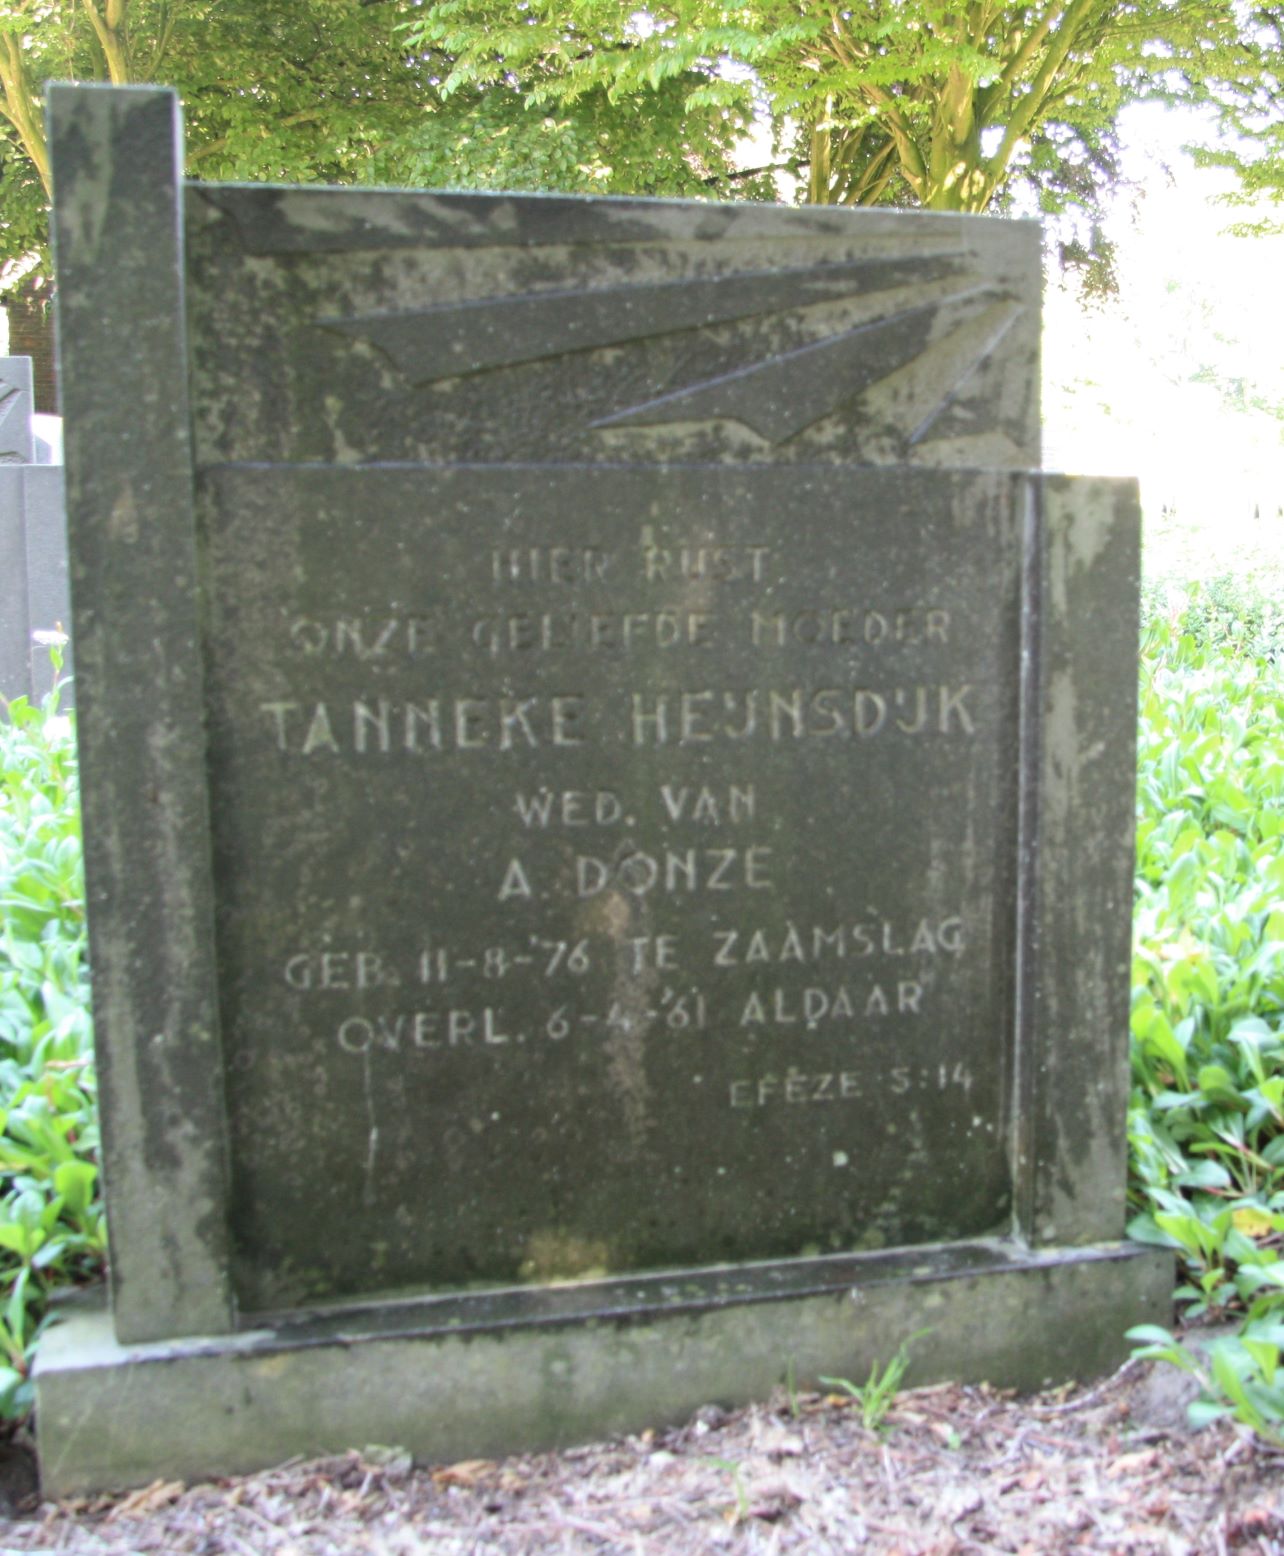 HIER RUST
ONZE GELIEFDE MOEDER
TANNEKE HEIJNSDIJK
WED. VAN
A DONZE
GEB. 11-8-'76 TE ZAAMSLAG
OVERL. 6-4-'61 ALDAAR
EFEZE 5:14